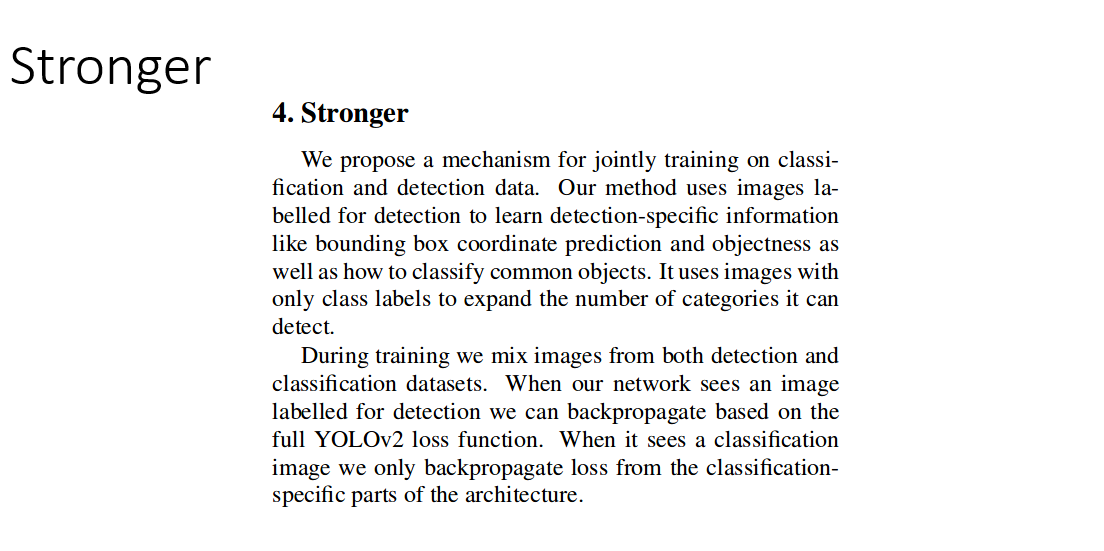 Stronger
4. Stronger
We propose a mechanism for jointly training on classi-
fication and detection data. Our method uses images la-
belled for detection to learn detection-specific information
like bounding box coordinate prediction and objectness as
well as how to classify common objects. It uses images with
only class labels to expand the number of categories it can
detect.
During training we mix images from both detection and
classification datasets. When our network sees an image
labelled for detection we can backpropagate based on the
full YOLOv2 loss function. When it sees a classification
image we only backpropagate loss from the classification-
specific parts of the architecture.